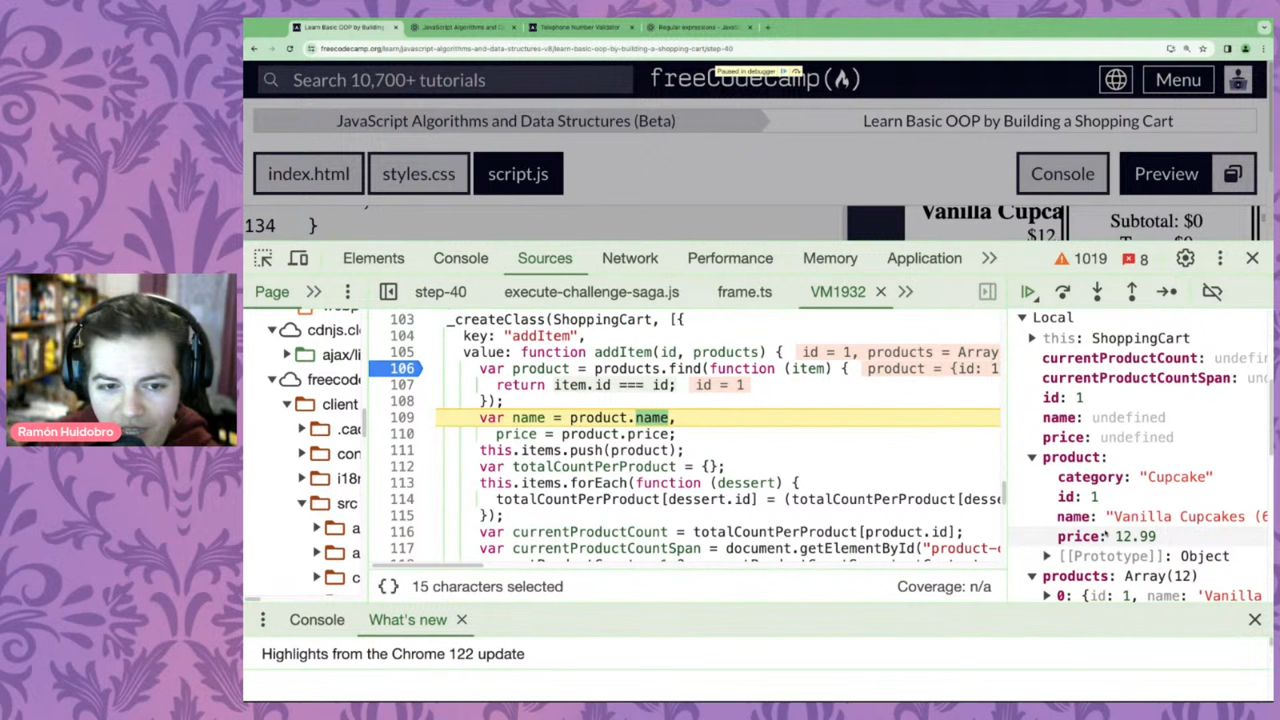 Learn Basic OOP by Building
JavaScript Algorithms and
Telephone Number Validator
Regular expressions - JavaS
freecodecamp.org/learn/javascript-algorithms-and-data-structures-v8/learn-basic-oop-by-building-a-shopping-cart/step-40
Paused in debugger
Search 10,700+ tutorials
freeCodeCamp
Menu
JavaScript Algorithms and Data Structures (Beta)
Learn Basic OOP by Building a Shopping Cart
index.html
styles.css
script.js
Console
Preview
134 }
Vanilla Cupca
$12
Subtotal: $0
Elements
Console
Sources
Network
Performance
Memory
Application
1019
8
Page
step-40
execute-challenge-saga.js
frame.ts
VM1932
cdnjs.cl
ajax/li
freecode
client
.cac
con
i18r
src
a
a
c
103 _createClass(ShoppingCart, [{
104 key: "addItem",
105 value: function addItem(id, products) { id = 1, products = Array
106 var product = products.find(function (item) { product = {id: 1
107 return item.id === id; id = 1
108 });
109 var name = product.name,
110 price = product.price;
111 this.items.push(product);
112 var totalCountPerProduct = {};
113 this.items.forEach(function (dessert) {
114 totalCountPerProduct[dessert.id] = (totalCountPerProduct[desse
115 });
116 var currentProductCount = totalCountPerProduct[product.id];
117 var currentProductCountSpan = document.getElementById("product-c
{} 15 characters selected
Coverage: n/a
Local
this: ShoppingCart
currentProductCount: undefi
currentProductCountSpan: und
id: 1
name: undefined
price: undefined
product:
category: "Cupcake"
id: 1
name: "Vanilla Cupcakes (6
price: 12.99
[[Prototype]]: Object
products: Array(12)
0: {id: 1, name: 'Vanilla
Console
What's new
Highlights from the Chrome 122 update
Ramón Huidobro